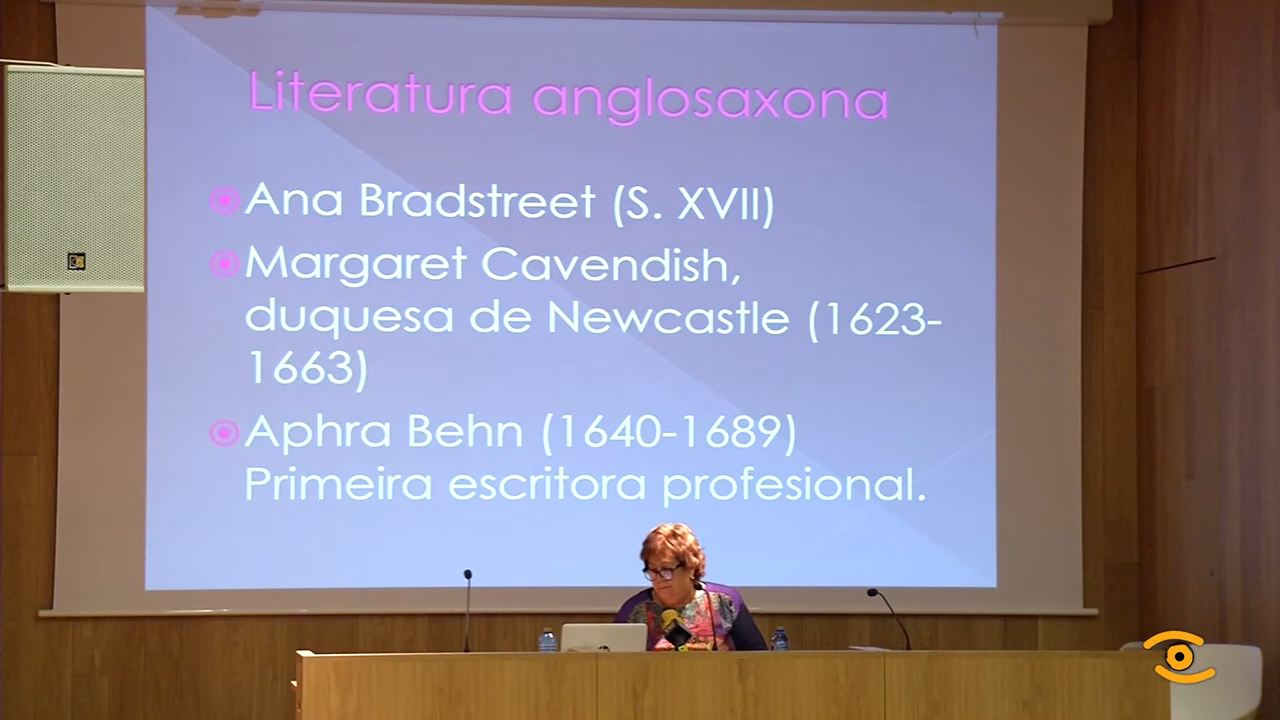 Literatura anglosaxona
Ana Bradstreet (S. XVII)
Margaret Cavendish,
duquesa de Newcastle (1623-
1663)
Aphra Behn (1640-1689)
Primeira escritora profesional.